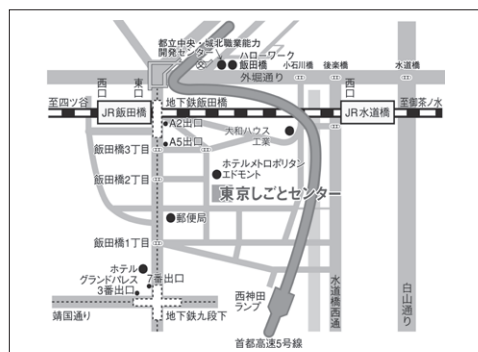 都立中央・城北職業能力
開発センター
ハローワーク
飯田橋
小石川橋
後楽橋
水道橋
外堀通り
西口
東口
西口
至四ツ谷
JR飯田橋
地下鉄飯田橋
JR水道橋
至御茶ノ水
A2出口
大和ハウス
工業
A5出口
飯田橋3丁目
ホテルメトロポリタン
エドモント
飯田橋2丁目
東京しごとセンター
郵便局
飯田橋1丁目
ホテル
グランドパレス
7番出口
3番出口
西神田
ランプ
水道橋西通り
白山通り
靖国通り
地下鉄九段下
首都高速5号線